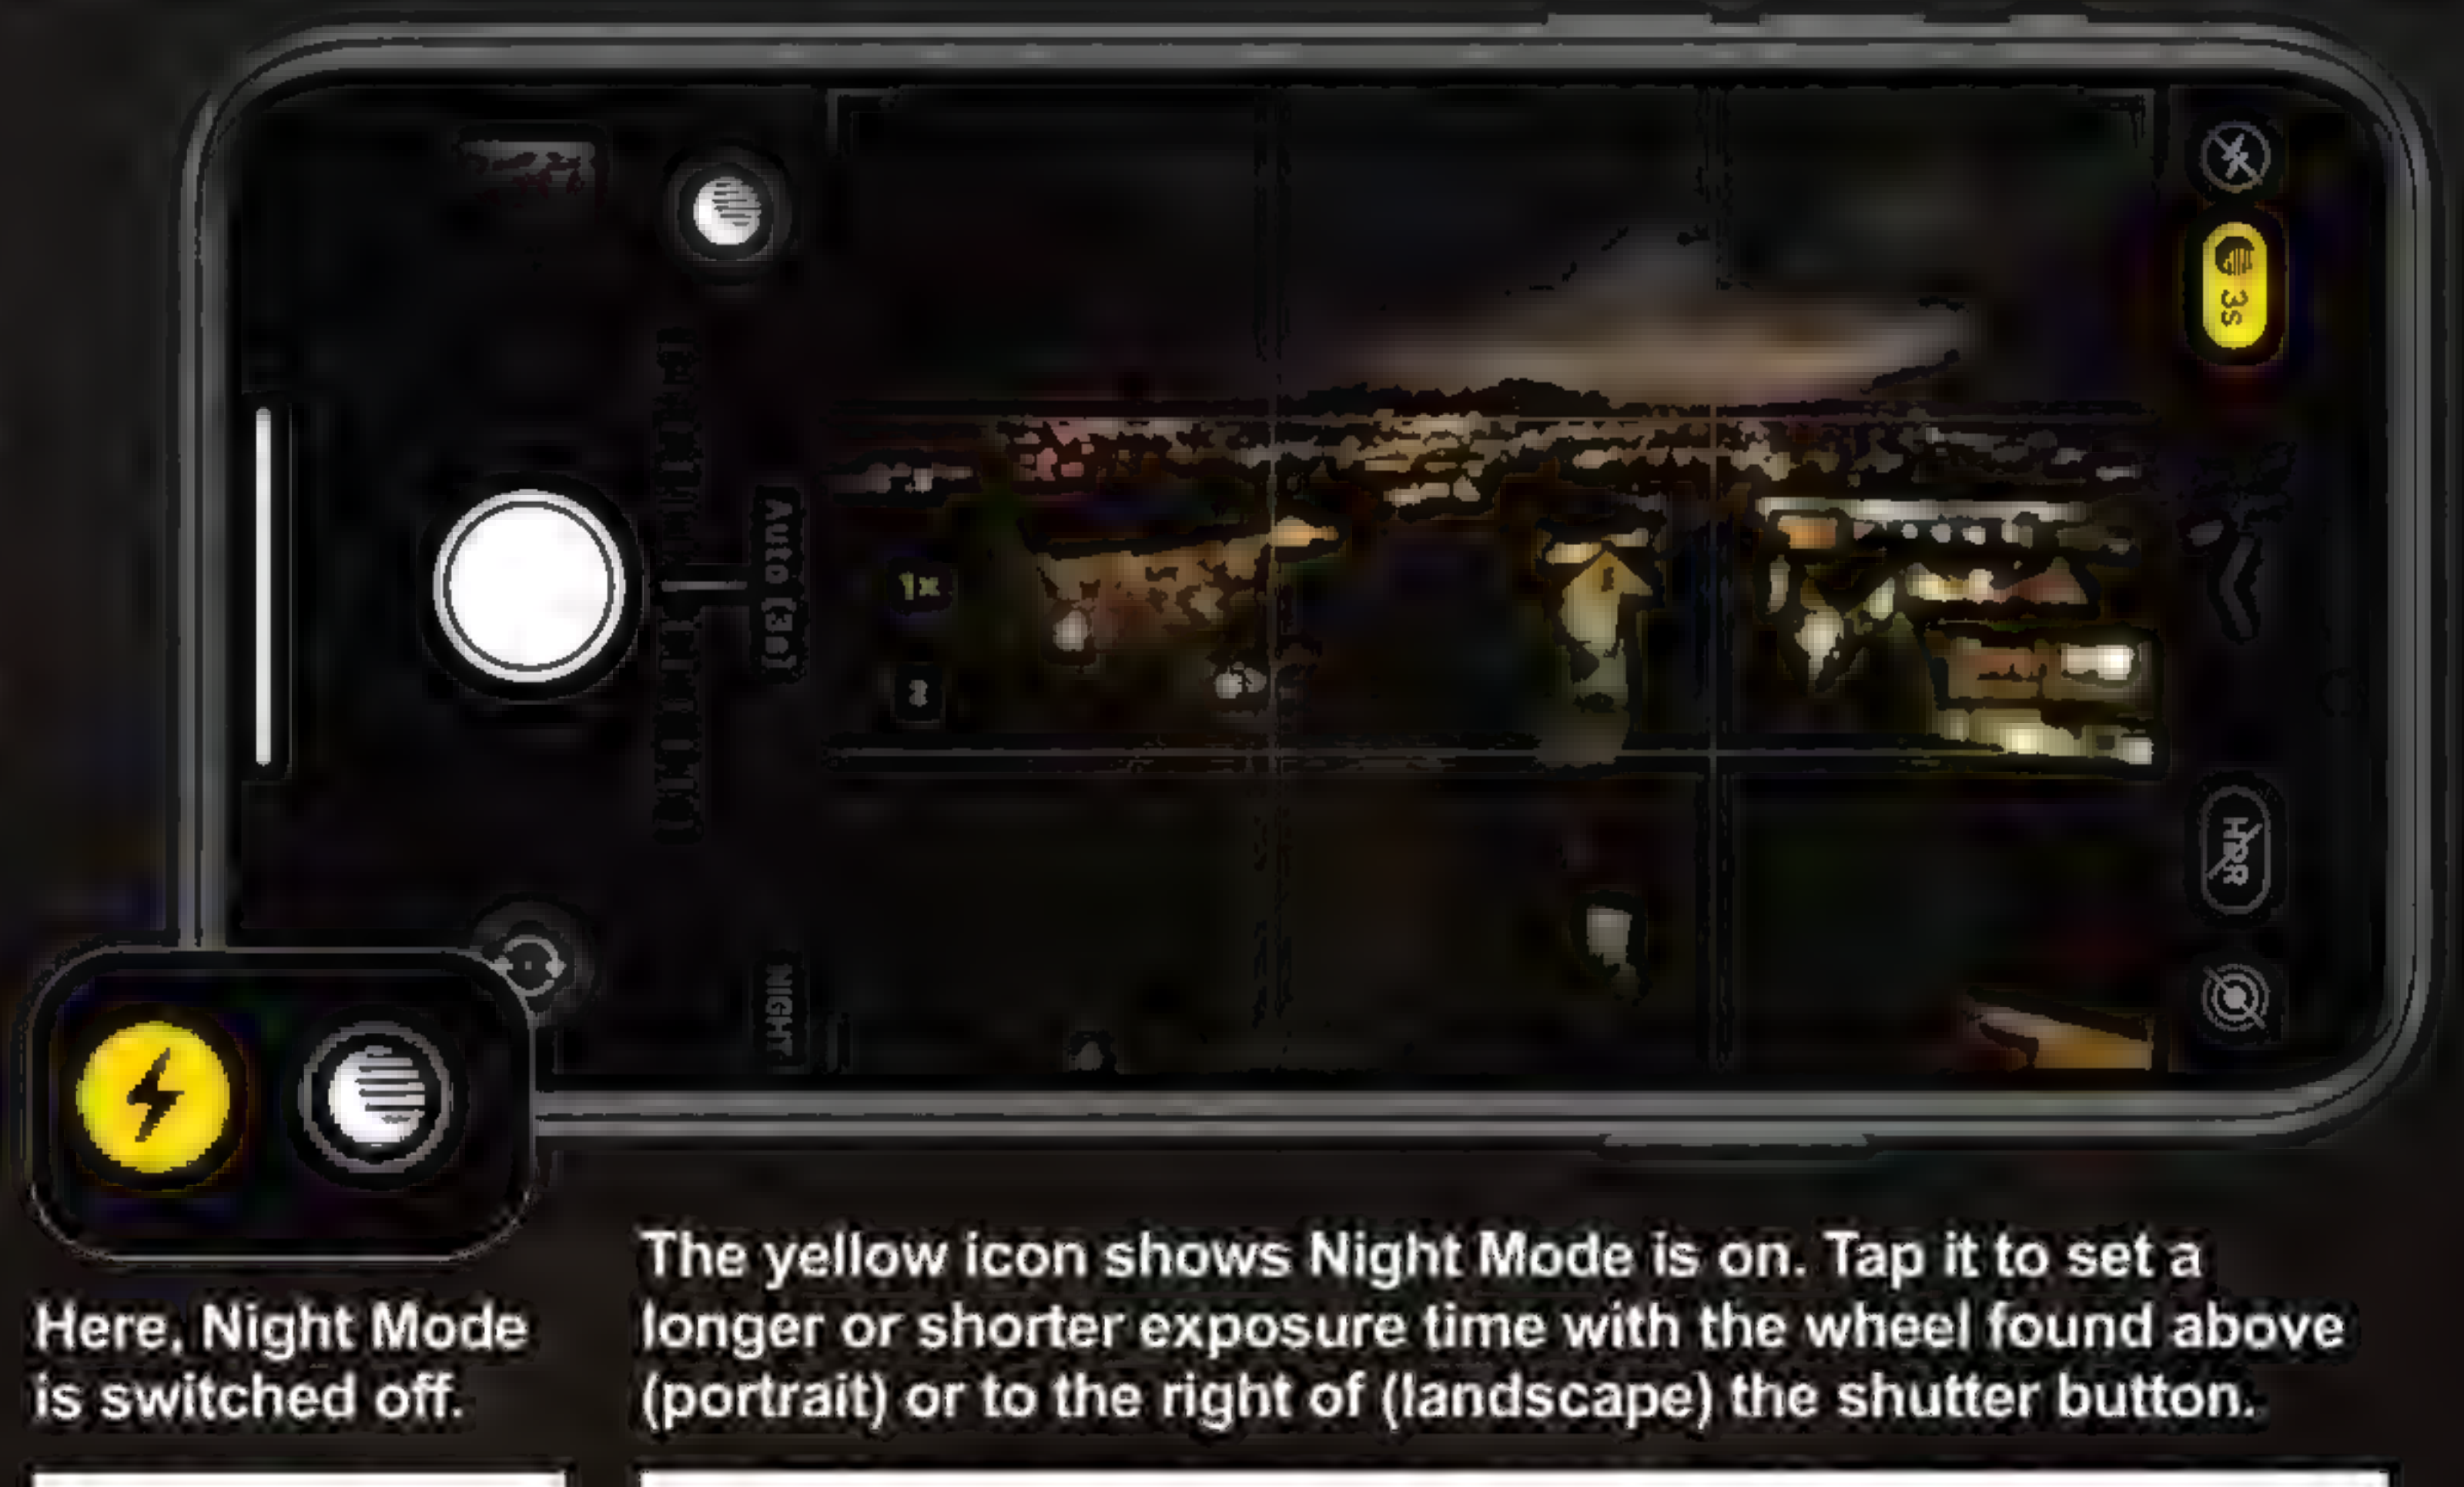 3s
Auto (3s)
1x
HDR
NIGHT
The yellow icon shows Night Mode is on. Tap it to set a
longer or shorter exposure time with the wheel found above
(portrait) or to the right of (landscape) the shutter button.
Here, Night Mode
is switched off.